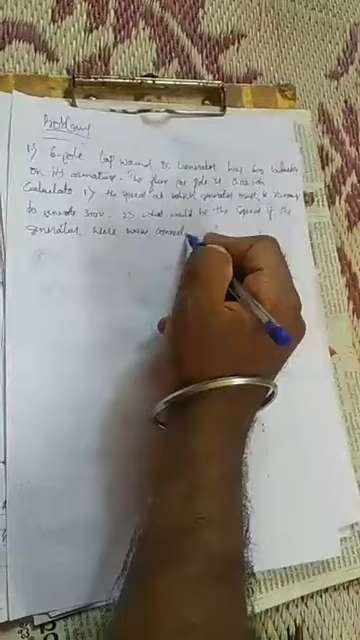 Problems
1) 6 pole lap wound DC Generator has 600 conductors
on its armature. The flux per pole is 0.02 wb
Calculate 1) the speed at which generator must be running
to generate 300v. 2) what would be the speed if the
generator were wave connected